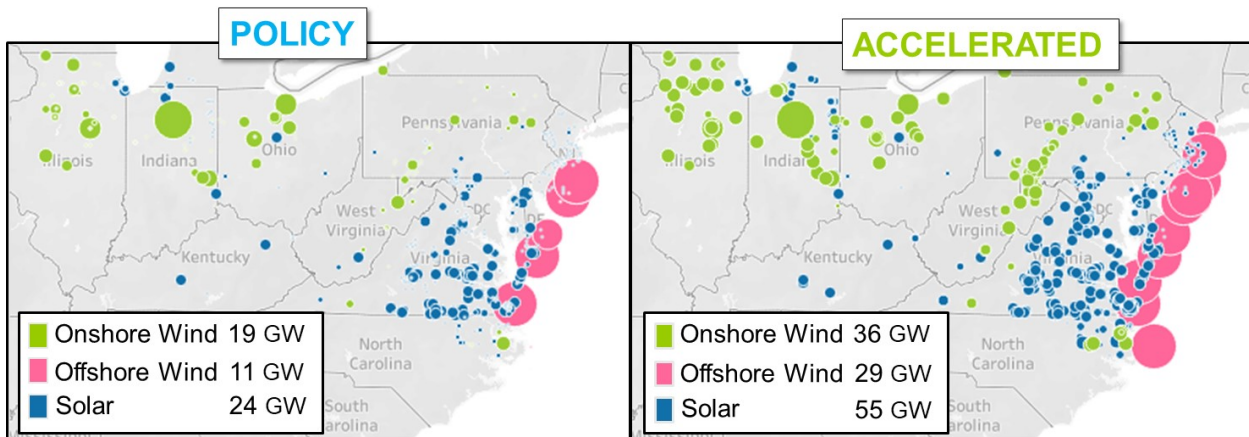 POLICY
Illinois
Indiana
Ohio
Pennsylvania
NJ
West
Virginia
DC
DE
Kentucky
Virginia
North
Carolina
South
Carolina
Onshore Wind 19 GW
Offshore Wind 11 GW
Solar 24 GW
ACCELERATED
Illinois
Ohio
Pennsylvania
West
Virginia
DC
Kentucky
Virginia
North
Carolina
South
Carolina
Onshore Wind 36 GW
Offshore Wind 29 GW
Solar 55 GW